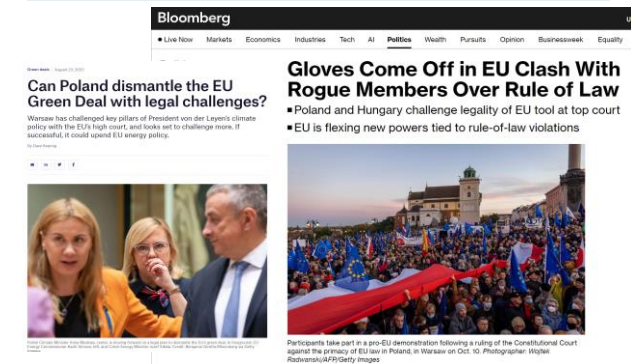 Bloomberg
Live Now Markets Economics Industries Tech AI Politics Wealth Pursuits Opinion Businessweek Equality
Can Poland dismantle the EU
Green Deal with legal challenges?
Warsaw has challenged key pillars of President von der Leyen's climate
policy with the EU's high court, and looks set to challenge more. If
successful, it could upend EU energy policy.
Gloves Come Off in EU Clash With
Rogue Members Over Rule of Law
Poland and Hungary challenge legality of EU tool at top court
EU is flexing new powers tied to rule-of-law violations
Participants take part in a pro-EU demonstration following a ruling of the Constitutional Court
against the primacy of EU law in Poland, in Warsaw on Oct. 10. Photographer: Wojtek
Radwanski/AFP/Getty Images